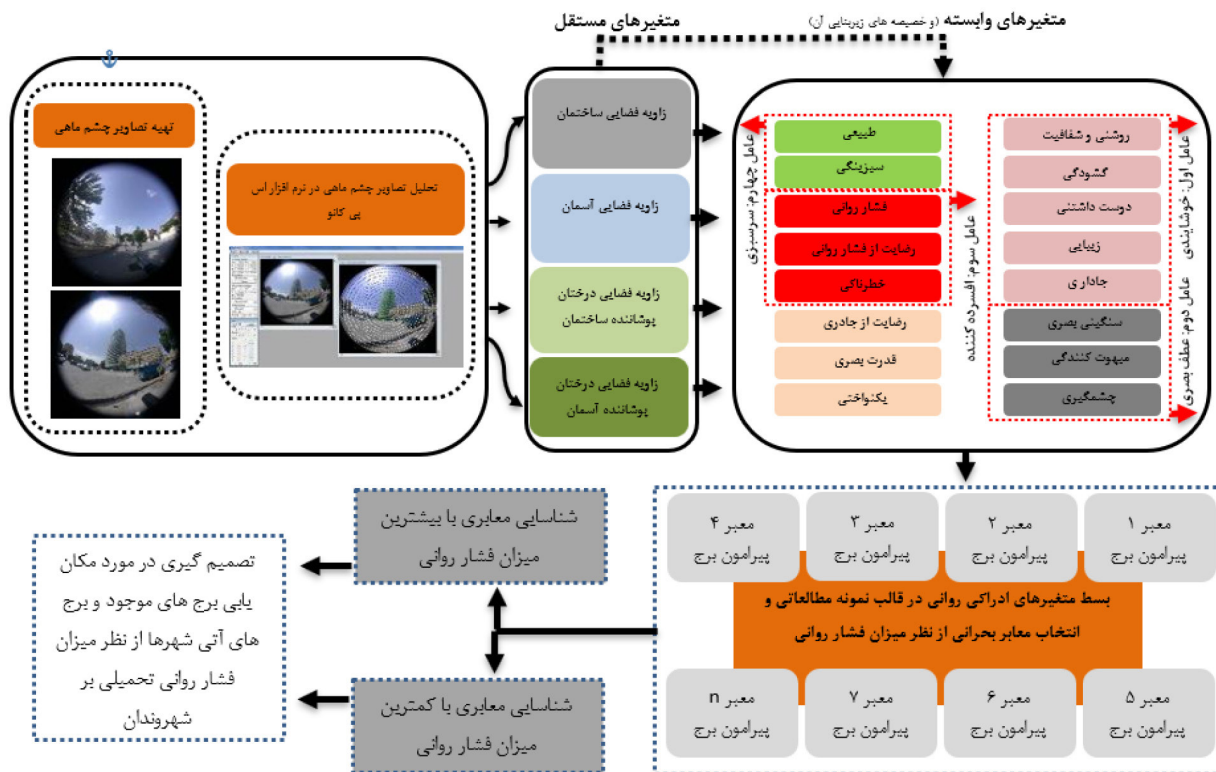 متغیرهای مستقل
متغیرهای وابسته (و خصیصه های زیربنایی آن)
تهیه تصاویر چشم ماهی
تحلیل تصاویر چشم ماهی در نرم افزار اس
پی کانو
زاویه فضایی ساختمان
زاویه فضایی آسمان
زاویه فضایی درختان
پوشاننده ساختمان
زاویه فضایی درختان
پوشاننده آسمان
روشنی و شفافیت
گشودگی
دوست داشتنی
زیبایی
جاداری
سنگینی بصری
مبهوت کنندگی
چشمگیری
عامل اول: خوشایندی
عامل دوم: عطف بصری
طبیعی
سبزینگی
فشار روانی
رضایت از فشار روانی
خطرناکی
رضایت از جادری
قدرت بصری
یکنواختی
عامل سوم: افسرده کننده
عامل چهارم: سرسبزی
معبر ۱
پیرامون برج
معبر ۲
پیرامون برج
معبر ۳
پیرامون برج
معبر ۴
پیرامون برج
بسط متغیرهای ادراکی روانی در قالب نمونه مطالعاتی و
انتخاب معابر بحرانی از نظر میزان فشار روانی
معبر ۵
پیرامون برج
معبر ۶
پیرامون برج
معبر ۷
پیرامون برج
معبر n
پیرامون برج
شناسایی معابری با بیشترین
میزان فشار روانی
شناسایی معابری با کمترین
میزان فشار روانی
تصمیم گیری در مورد مکان
یابی برج های موجود و برج
های آتی شهرها از نظر میزان
فشار روانی تحمیلی بر
شهروندان